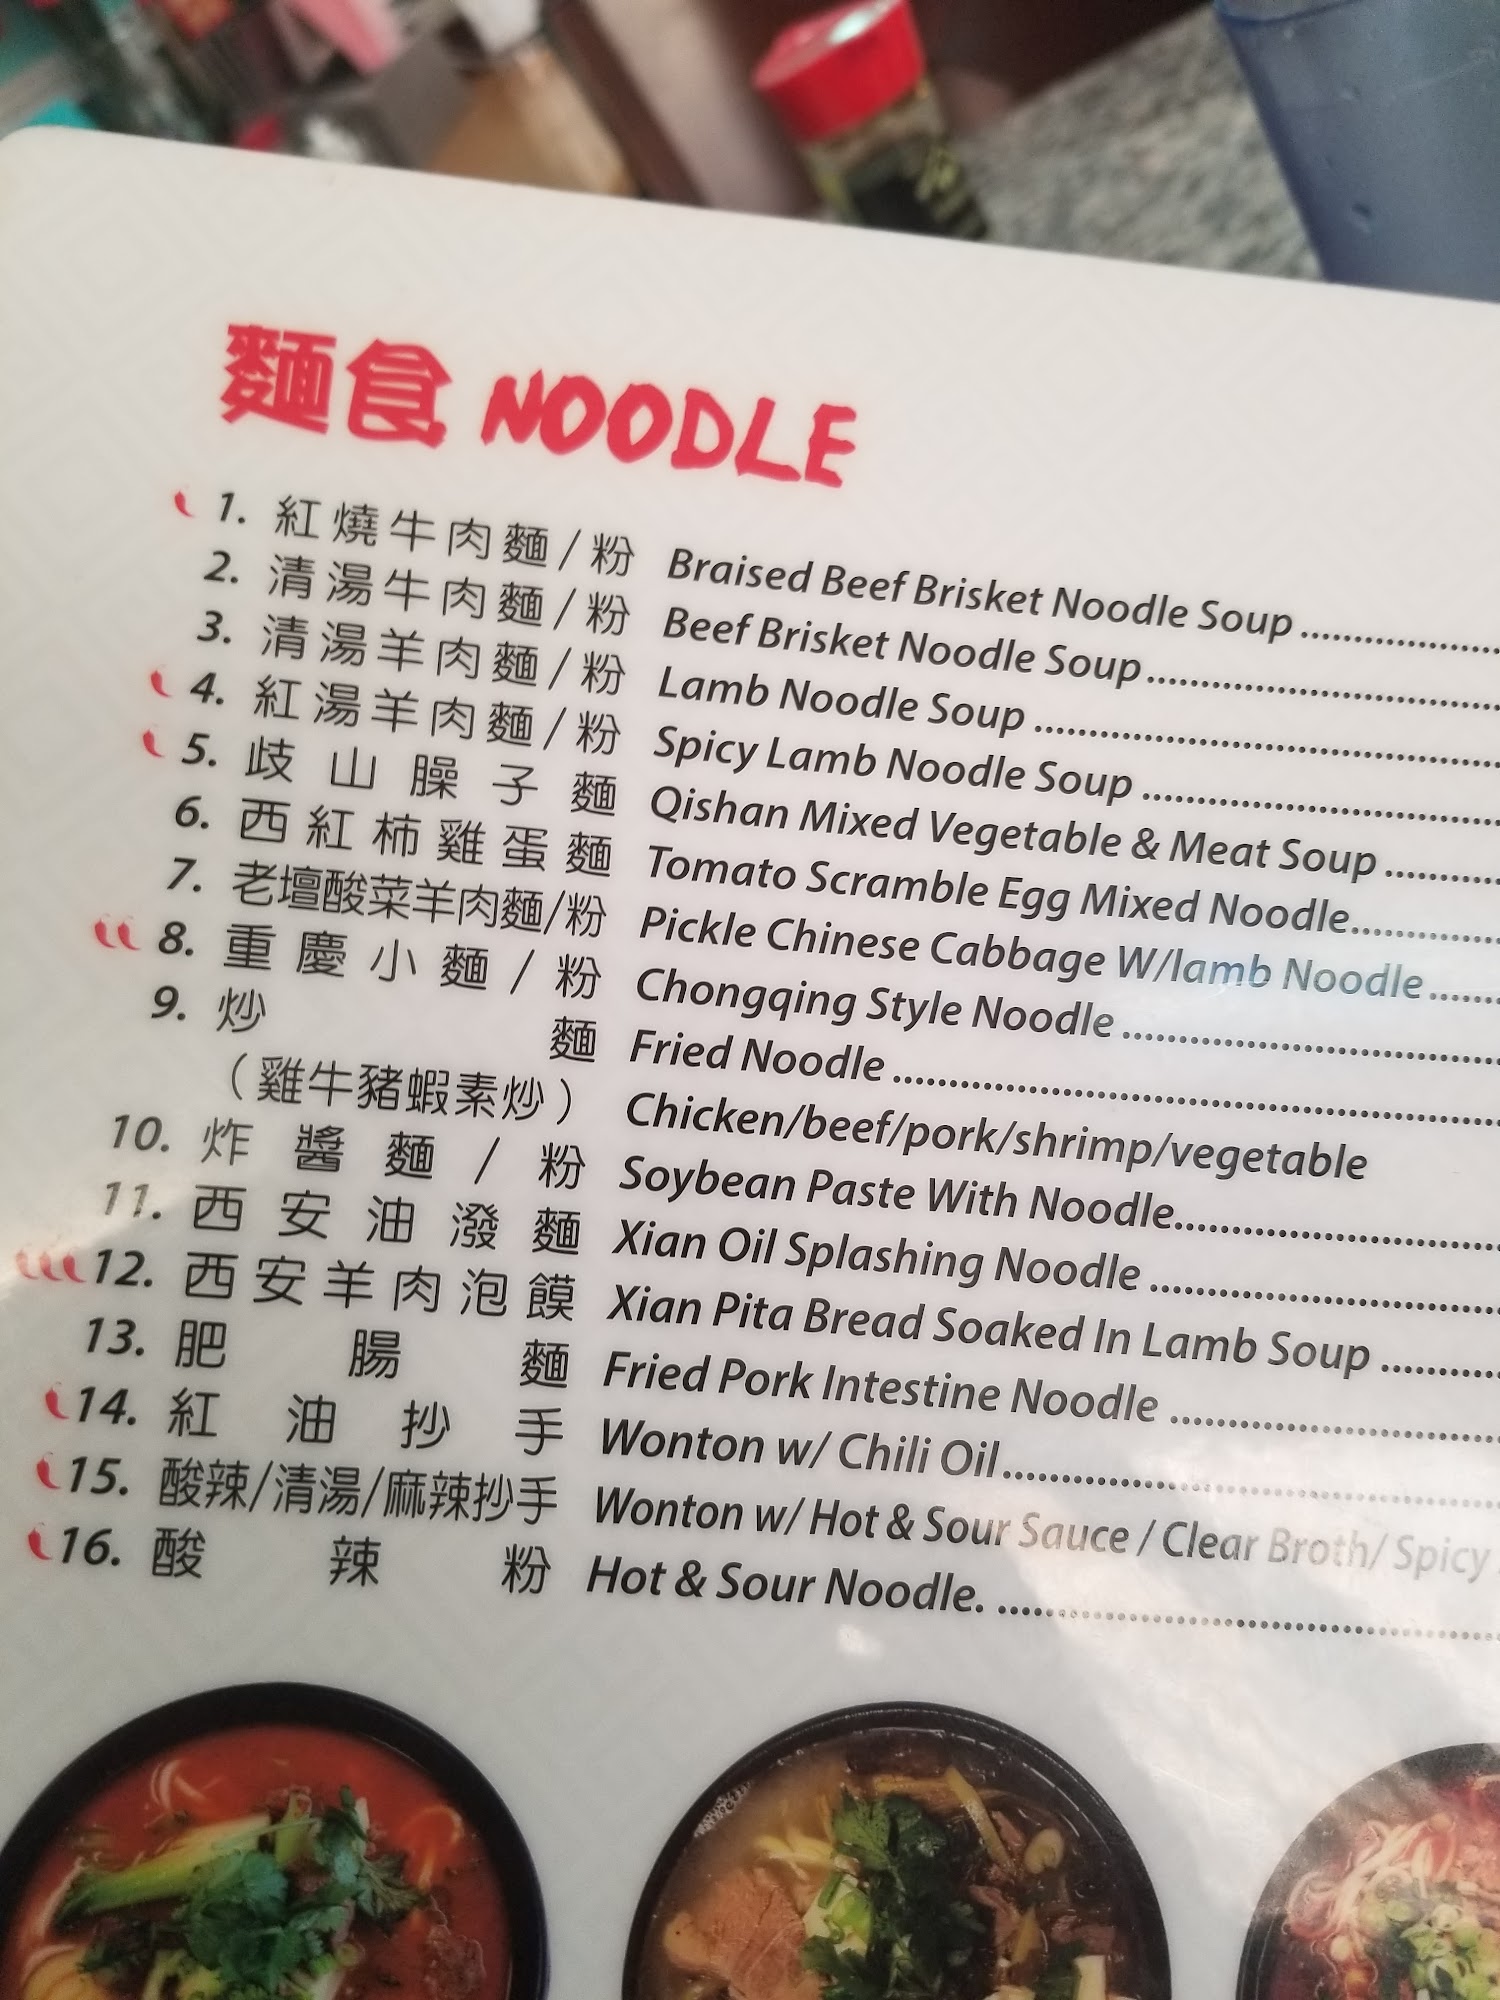 麵食 NOODLE
1. 紅燒牛肉麵/粉 Braised Beef Brisket Noodle Soup
2. 清湯牛肉麵/粉 Beef Brisket Noodle Soup
3. 清湯羊肉麵/粉 Lamb Noodle Soup
4. 紅湯羊肉麵/粉 Spicy Lamb Noodle Soup
5. 歧山臊子麵 Qishan Mixed Vegetable & Meat Soup
6. 西紅柿雞蛋麵 Tomato Scramble Egg Mixed Noodle
7. 老壇酸菜羊肉麵/粉 Pickle Chinese Cabbage W/lamb Noodle
8. 重慶小麵/粉 Chongqing Style Noodle
9. 炒麵 Fried Noodle
（雞牛豬蝦素炒） Chicken/beef/pork/shrimp/vegetable
10. 炸醬麵/粉 Soybean Paste With Noodle
11. 西安油潑麵 Xian Oil Splashing Noodle
12. 西安羊肉泡饃 Xian Pita Bread Soaked In Lamb Soup
13. 肥腸麵 Fried Pork Intestine Noodle
14. 紅油抄手 Wonton w/ Chili Oil
15. 酸辣/清湯/麻辣抄手 Wonton w/ Hot & Sour Sauce / Clear Broth/ Spicy
16. 酸辣粉 Hot & Sour Noodle.